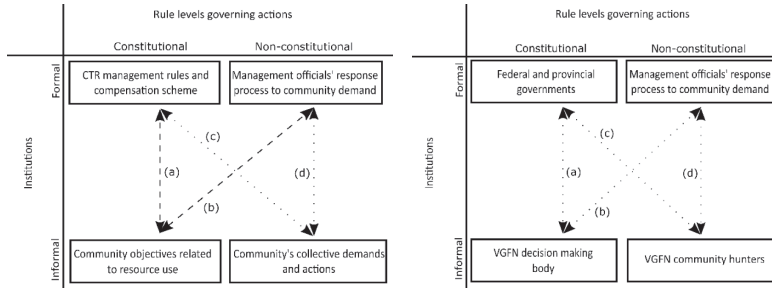 Rule levels governing actions
Constitutional
Non-constitutional
Institutions
Formal
CTR management rules and
compensation scheme
Management officials' response
process to community demand
(c)
(a)
(d)
(b)
Informal
Community objectives related
to resource use
Community's collective demands
and actions
Rule levels governing actions
Constitutional
Non-constitutional
Institutions
Formal
Federal and provincial
governments
Management officials' response
process to community demand
(c)
(a)
(d)
(b)
Informal
VGFN decision making
body
VGFN community hunters